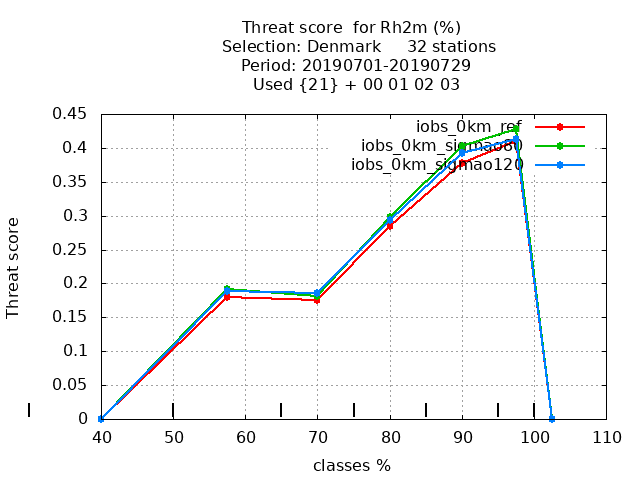 Threat score  for Rh2m (%)
Selection: Denmark     32 stations
Period: 20190701-20190729
Used {21} + 00 01 02 03
iobs_0km_ref
iobs_0km_sigmao80
iobs_0km_sigmao120
0.45
0.4
0.35
0.3
0.25
0.2
0.15
0.1
0.05
0
Threat score
40 50 60 70 80 90 100 110
classes %